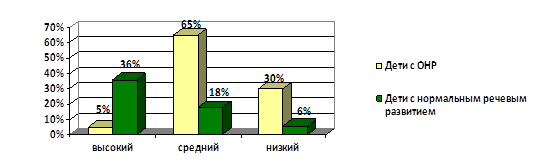 70%
60%
50%
40%
30%
20%
10%
0%
5%
36%
65%
18%
30%
6%
высокий
средний
низкий
Дети с ОНР
Дети с нормальным речевым
развитием